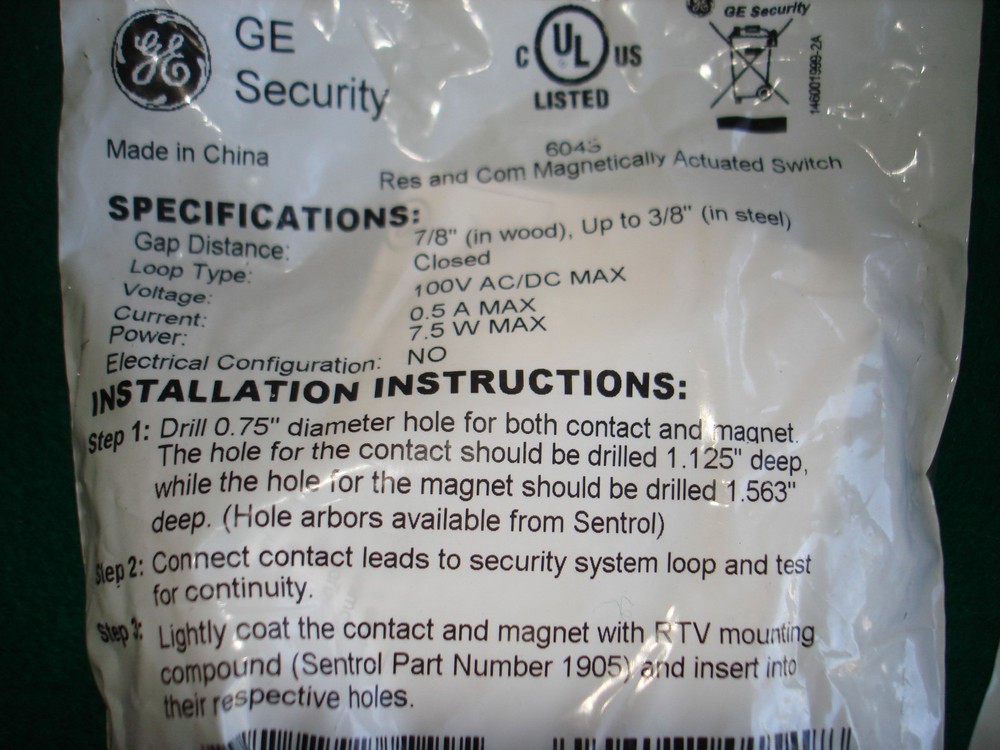 GE
GE
Security
C UL US
LISTED
GE Security
146001999-2A
Made in China
6045
Res and Com Magnetically Actuated Switch
SPECIFICATIONS:
Gap Distance: 7/8" (in wood), Up to 3/8" (in steel)
Loop Type: Closed
Voltage: 100V AC/DC MAX
Current: 0.5 A MAX
Power: 7.5 W MAX
Electrical Configuration: NO
INSTALLATION INSTRUCTIONS:
Step 1: Drill 0.75" diameter hole for both contact and magnet.
The hole for the contact should be drilled 1.125" deep,
while the hole for the magnet should be drilled 1.563"
deep. (Hole arbors available from Sentrol)
Step 2: Connect contact leads to security system loop and test
for continuity.
Step 3: Lightly coat the contact and magnet with RTV mounting
compound (Sentrol Part Number 1905) and insert into
their respective holes.